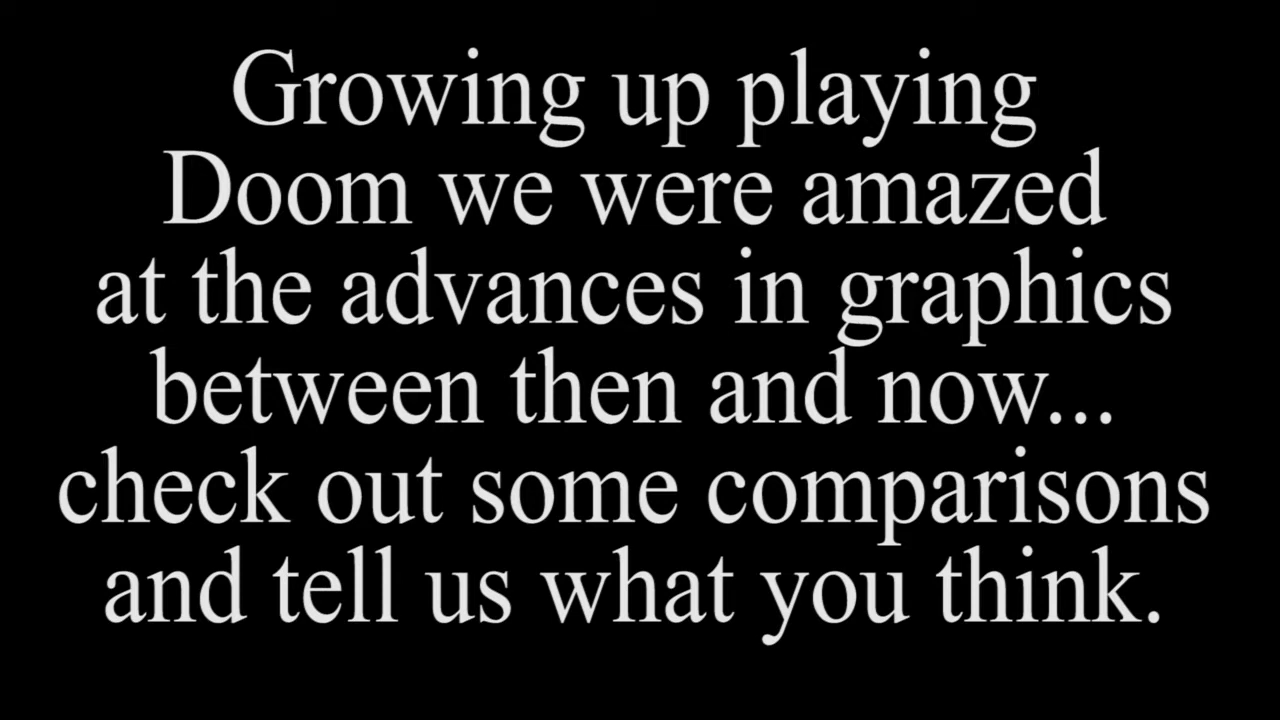 Growing up playing
Doom we were amazed
at the advances in graphics
between then and now...
check out some comparisons
and tell us what you think.